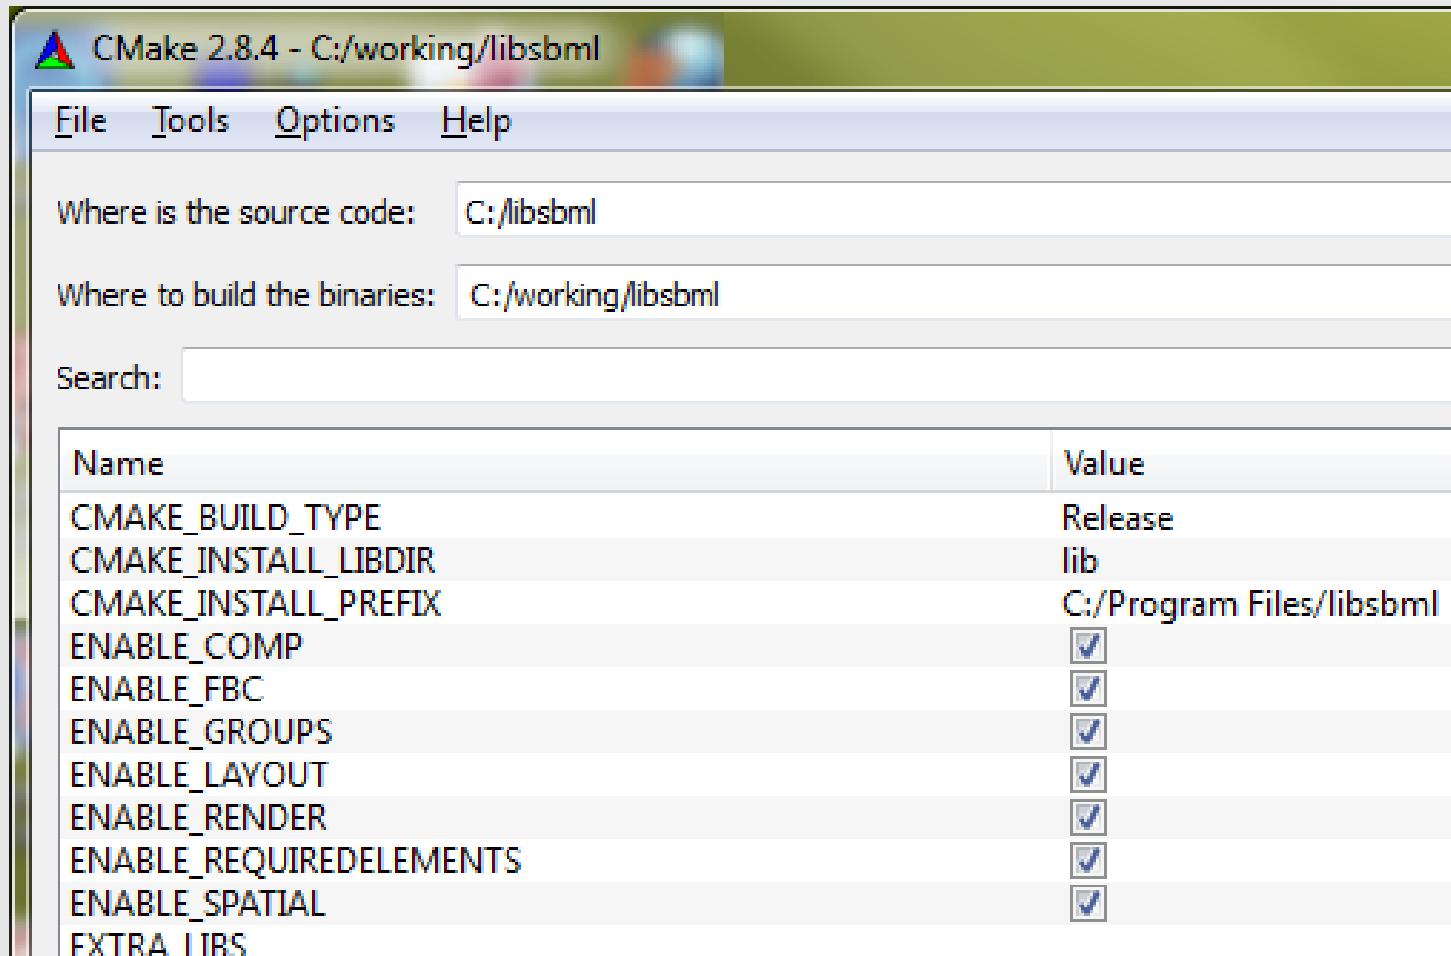 CMake 2.8.4 - C:/working/libsbml
File Tools Options Help
Where is the source code: C:/libsbml
Where to build the binaries: C:/working/libsbml
Search:
Name Value
CMAKE_BUILD_TYPE Release
CMAKE_INSTALL_LIBDIR lib
CMAKE_INSTALL_PREFIX C:/Program Files/libsbml
ENABLE_COMP
ENABLE_FBC
ENABLE_GROUPS
ENABLE_LAYOUT
ENABLE_RENDER
ENABLE_REQUIREDELEMENTS
ENABLE_SPATIAL
EXTRA_LIBS